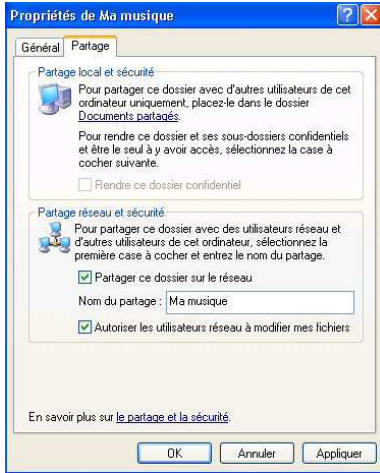 Propriétés de Ma musique
Général Partage
Partage local et sécurité
Pour partager ce dossier avec d'autres utilisateurs de cet
ordinateur uniquement, placez-le dans le dossier
Documents partagés.
Pour rendre ce dossier et ses sous-dossiers confidentiels
et être le seul à y avoir accès, sélectionnez la case à
cocher suivante.
Rendre ce dossier confidentiel
Partage réseau et sécurité
Pour partager ce dossier avec des utilisateurs réseau et
d'autres utilisateurs de cet ordinateur, sélectionnez la
première case à cocher et entrez le nom du partage.
Partager ce dossier sur le réseau
Nom du partage : Ma musique
Autoriser les utilisateurs réseau à modifier mes fichiers
En savoir plus sur le partage et la sécurité.
OK Annuler Appliquer